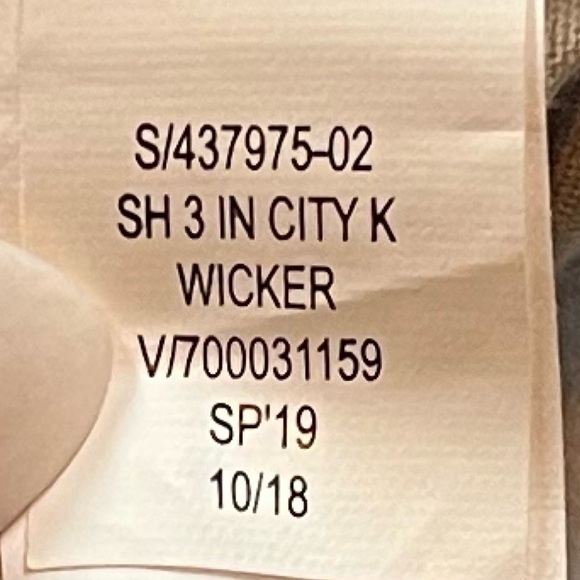 S/437975-02
SH 3 IN CITY K
WICKER
V/700031159
SP'19
10/18